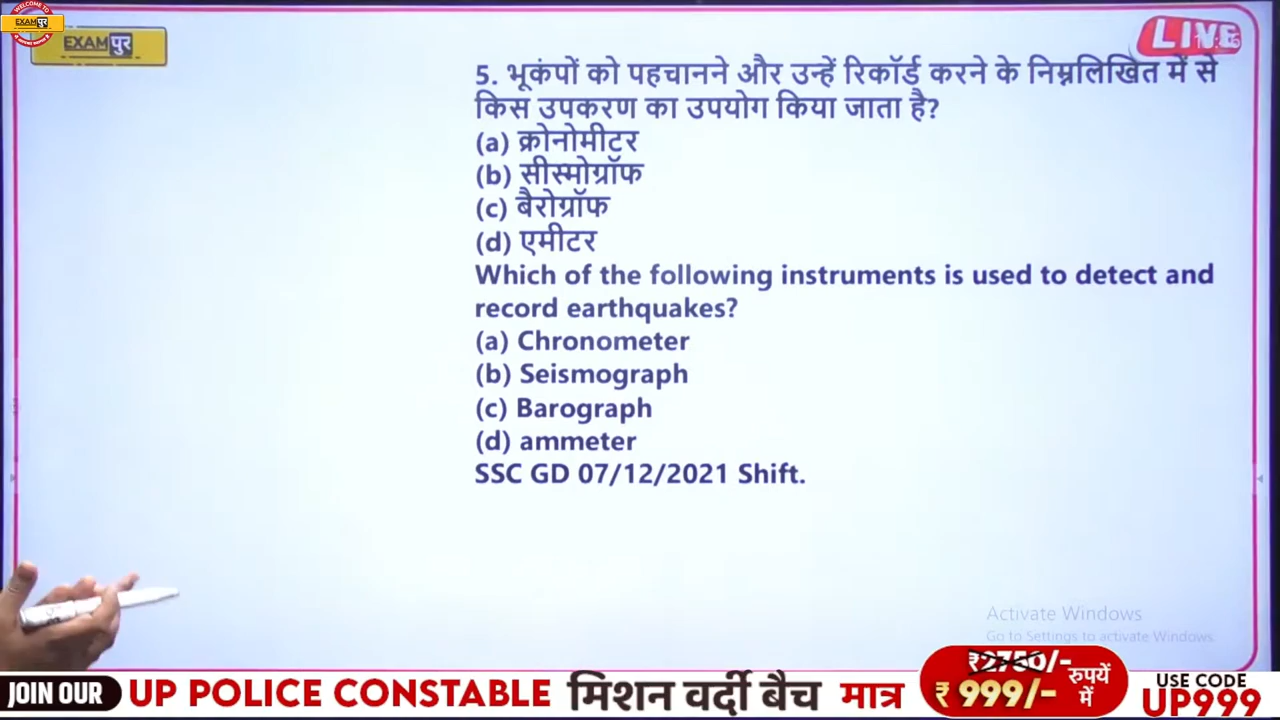 WELCOME TO
EXAMपुर
EXAMपुर
LIVE
5. भूकंपों को पहचानने और उन्हें रिकॉर्ड करने के निम्नलिखित में से
किस उपकरण का उपयोग किया जाता है?
(a) क्रोनोमीटर
(b) सीस्मोग्रॉफ
(c) बैरोग्रॉफ
(d) एमीटर
Which of the following instruments is used to detect and
record earthquakes?
(a) Chronometer
(b) Seismograph
(c) Barograph
(d) ammeter
SSC GD 07/12/2021 Shift.
Activate Windows
Go to Settings to activate Windows.
JOIN OUR UP POLICE CONSTABLE मिशन वर्दी बैच मात्र
₹2750/-
₹ 999/-
रुपयें
में
USE CODE
UP999